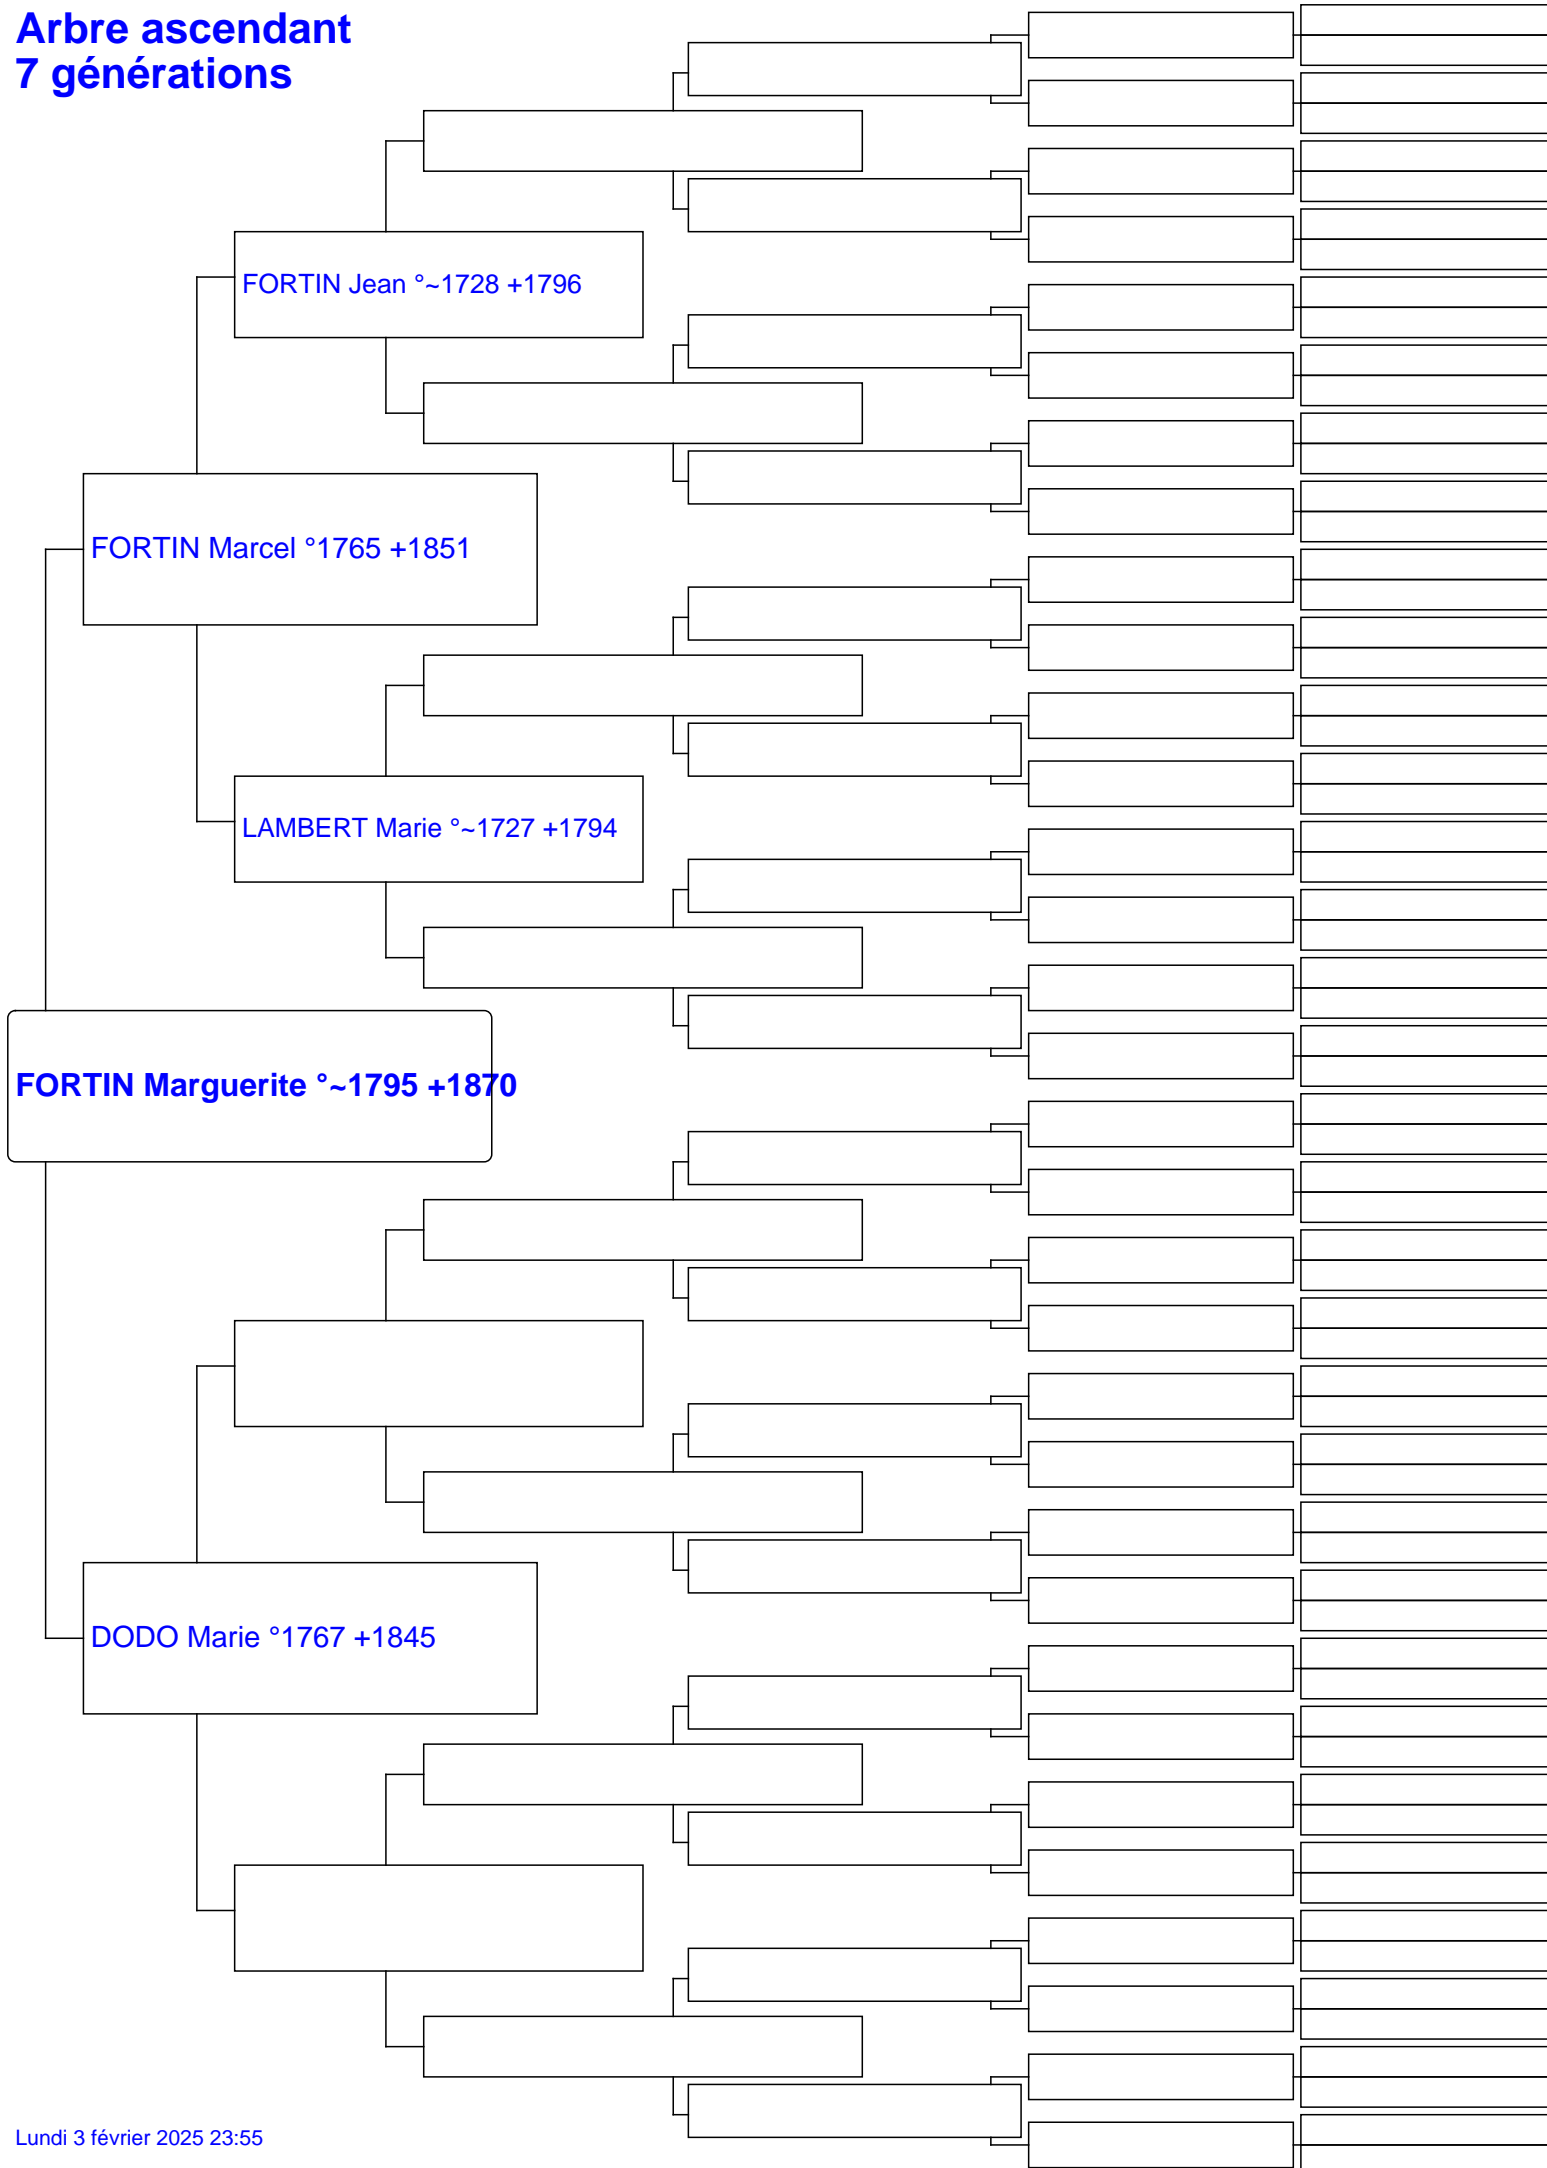 Arbre ascendant
7 générations
FORTIN Jean °~1728 +1796
FORTIN Marcel °1765 +1851
LAMBERT Marie °~1727 +1794
FORTIN Marguerite °~1795 +1870
DODO Marie °1767 +1845
Lundi 3 février 2025 23:55